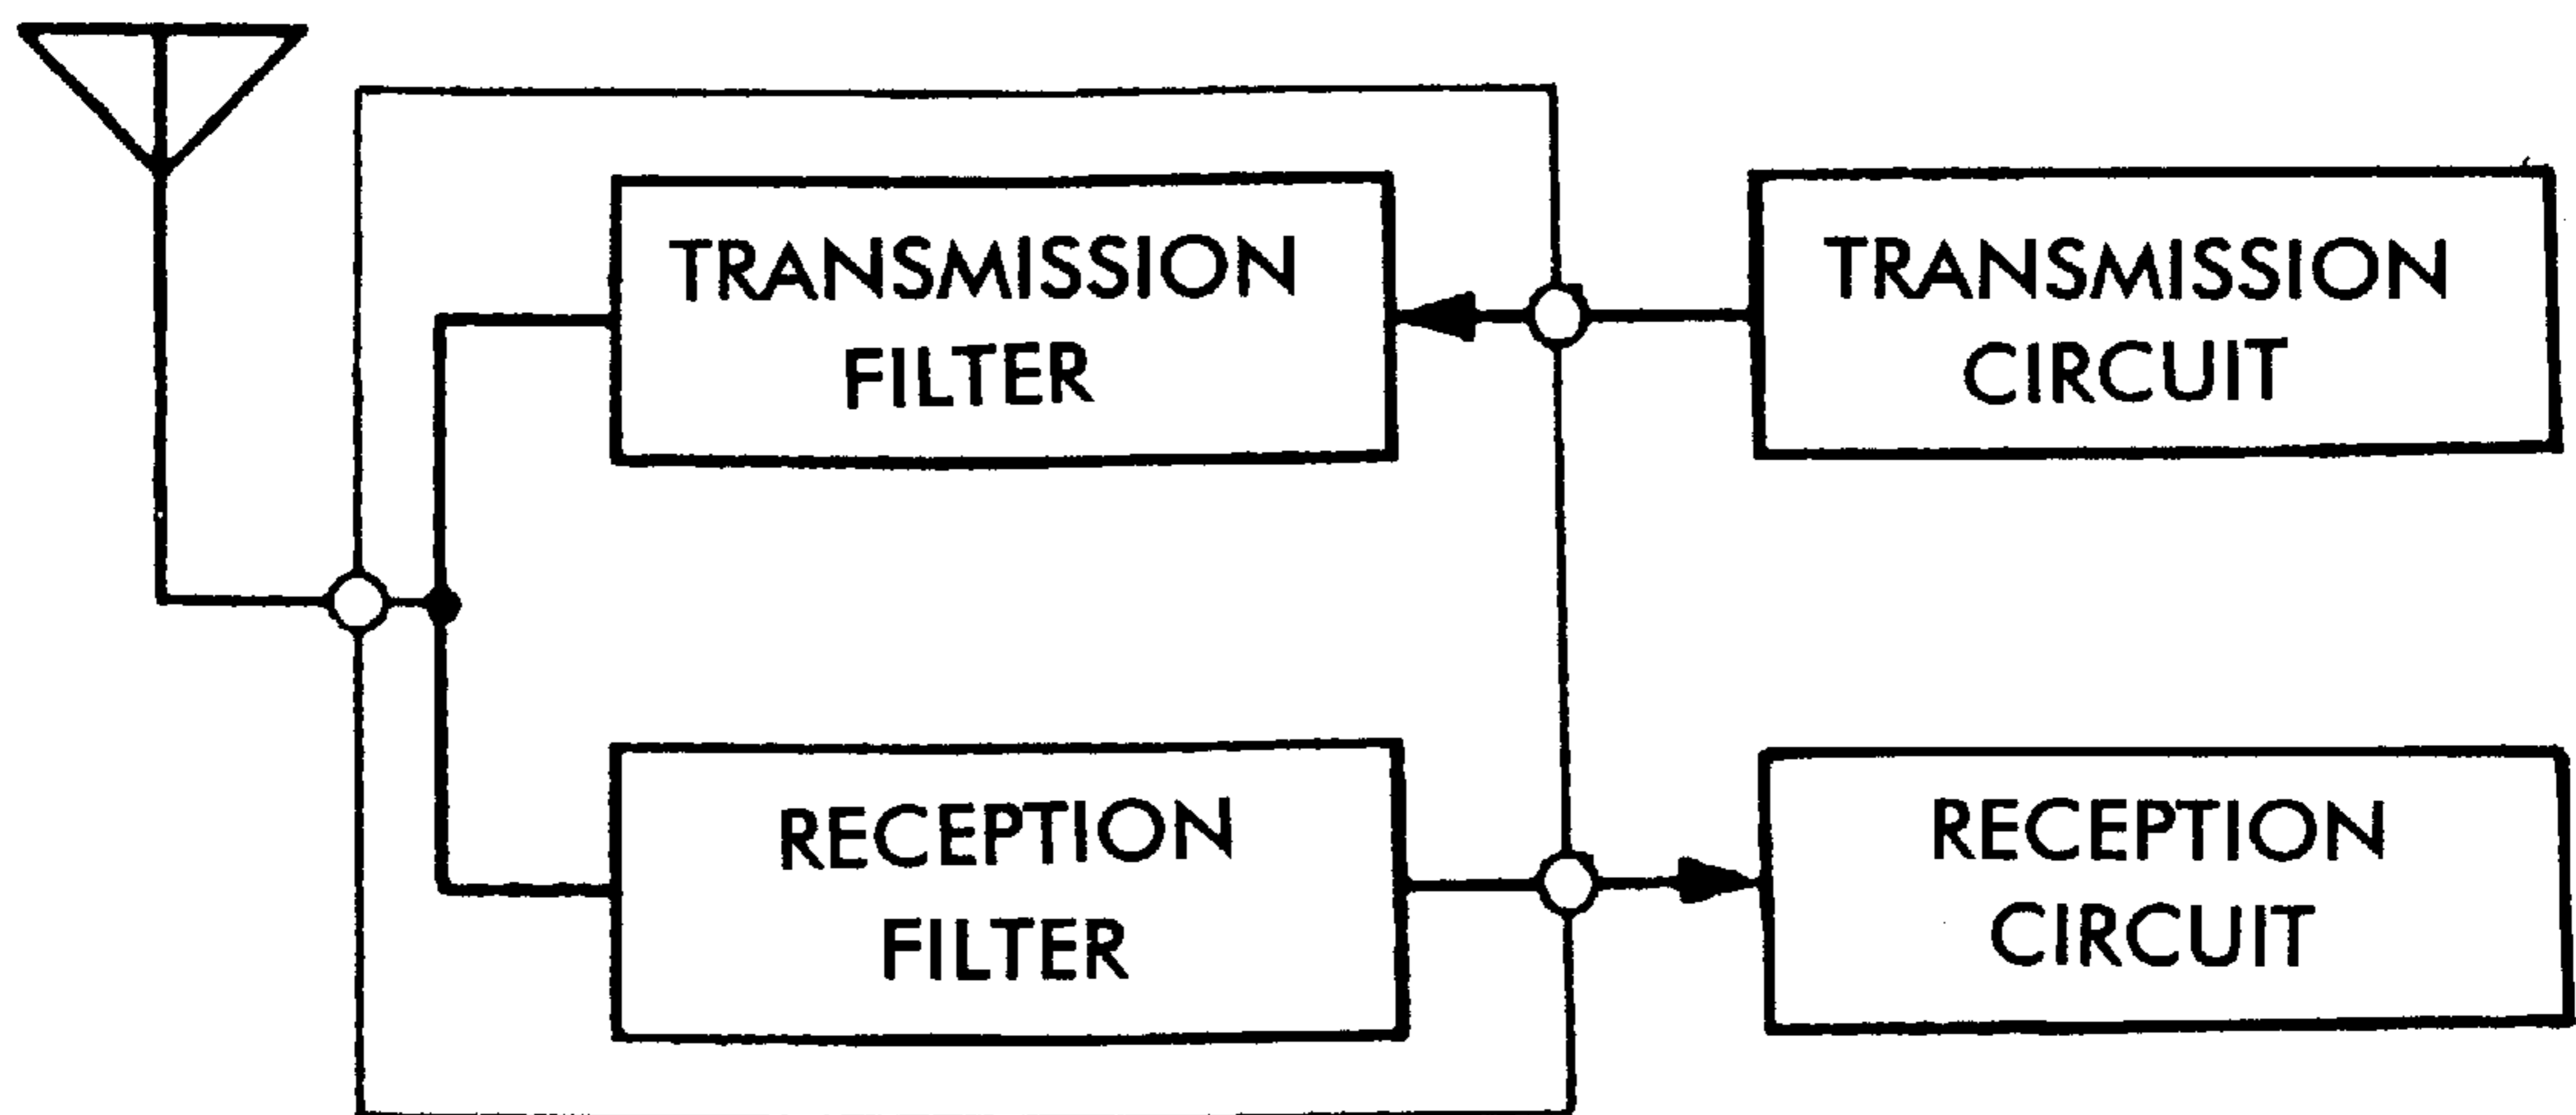 TRANSMISSION
FILTER
TRANSMISSION
CIRCUIT
RECEPTION
FILTER
RECEPTION
CIRCUIT